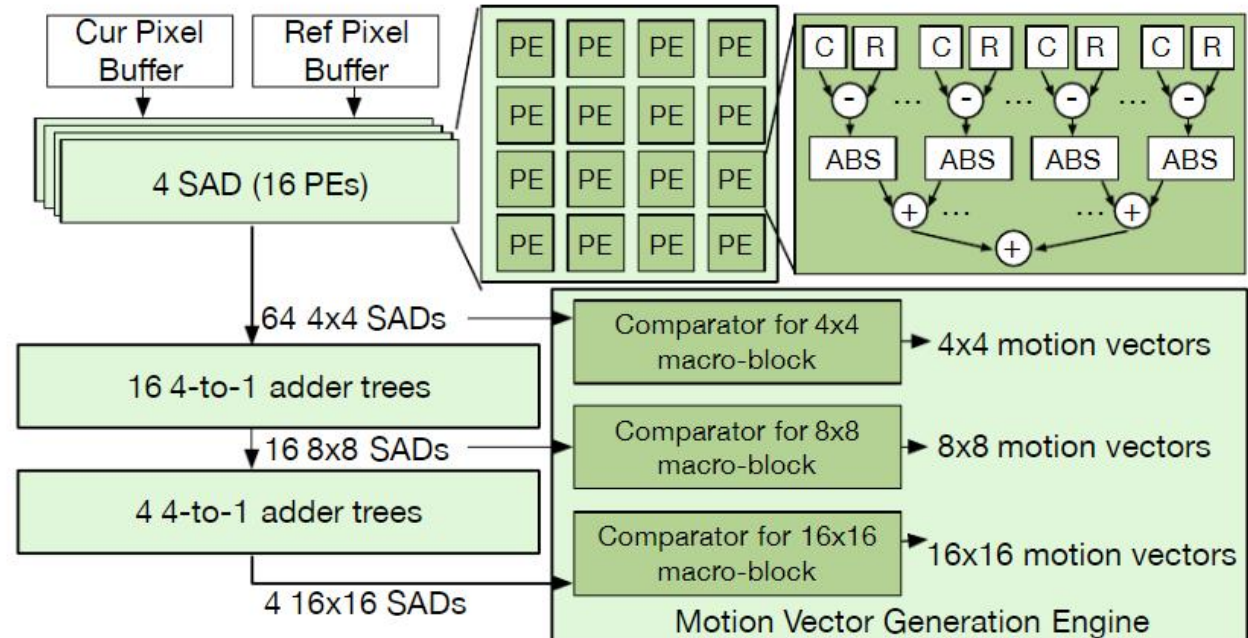 Cur Pixel
Buffer
Ref Pixel
Buffer
4 SAD (16 PEs)
PE PE PE PE
PE PE PE PE
PE PE PE PE
PE PE PE PE
C R C R C R C R
- ... - ... - ... -
ABS ABS ABS ABS
+ ... ... +
+
64 4x4 SADs
16 4-to-1 adder trees
16 8x8 SADs
4 4-to-1 adder trees
4 16x16 SADs
Comparator for 4x4
macro-block
4x4 motion vectors
Comparator for 8x8
macro-block
8x8 motion vectors
Comparator for 16x16
macro-block
16x16 motion vectors
Motion Vector Generation Engine